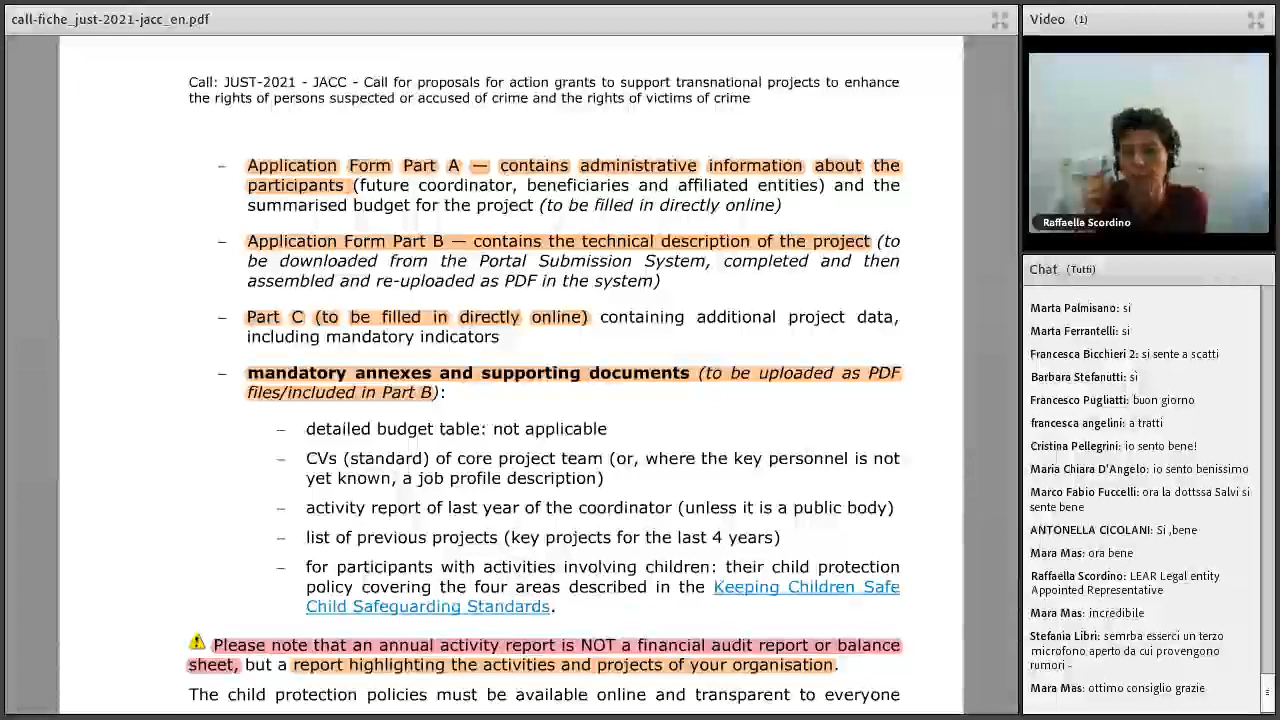 call-fiche_just-2021-jacc_en.pdf
Call: JUST-2021 - JACC - Call for proposals for action grants to support transnational projects to enhance
the rights of persons suspected or accused of crime and the rights of victims of crime
– Application Form Part A — contains administrative information about the
participants (future coordinator, beneficiaries and affiliated entities) and the
summarised budget for the project (to be filled in directly online)
– Application Form Part B — contains the technical description of the project (to
be downloaded from the Portal Submission System, completed and then
assembled and re-uploaded as PDF in the system)
– Part C (to be filled in directly online) containing additional project data,
including mandatory indicators
– mandatory annexes and supporting documents (to be uploaded as PDF
files/included in Part B):
– detailed budget table: not applicable
– CVs (standard) of core project team (or, where the key personnel is not
yet known, a job profile description)
– activity report of last year of the coordinator (unless it is a public body)
– list of previous projects (key projects for the last 4 years)
– for participants with activities involving children: their child protection
policy covering the four areas described in the Keeping Children Safe
Child Safeguarding Standards.
Please note that an annual activity report is NOT a financial audit report or balance
sheet, but a report highlighting the activities and projects of your organisation.
The child protection policies must be available online and transparent to everyone
Video (1)
Raffaella Scordino
Chat (Tutti)
Marta Palmisano: si
Marta Ferrantelli: si
Francesca Bicchieri 2: si sente a scatti
Barbara Stefanutti: sì
Francesco Pugliatti: buon giorno
francesca angelini: a tratti
Cristina Pellegrini: io sento bene!
Maria Chiara D'Angelo: io sento benissimo
Marco Fabio Fuccelli: ora la dottssa Salvi si
sente bene
ANTONELLA CICOLANI: Si ,bene
Mara Mas: ora bene
Raffaella Scordino: LEAR Legal entity
Appointed Representative
Mara Mas: incredibile
Stefania Libri: semrba esserci un terzo
microfono aperto da cui provengono
rumori -
Mara Mas: ottimo consiglio grazie